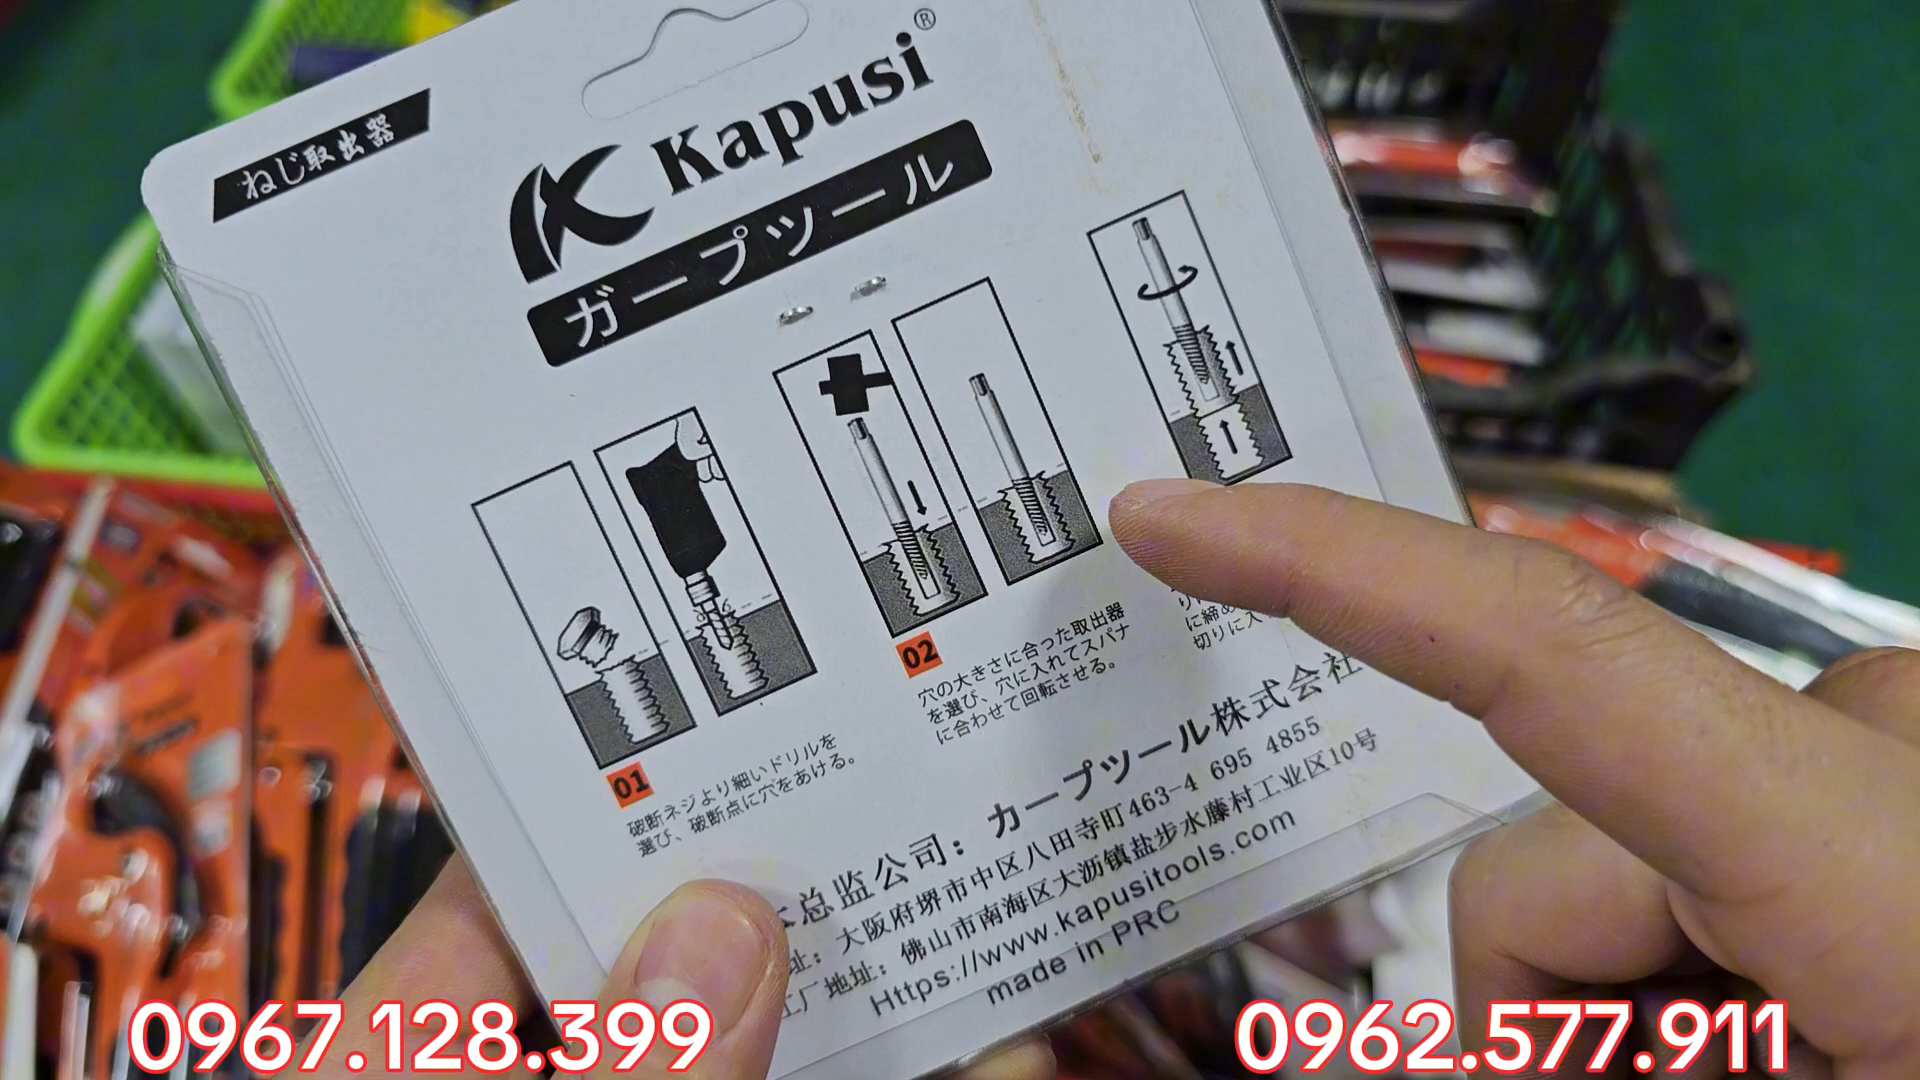 ねじ取出器
Kapusi®
ガープツール
01
破断ネジより細いドリルを
選び、破断点に穴をあける。
02
穴の大きさに合った取出器
を選び、穴に入れてスパナ
に合わせて回転させる。
に締め
切りに入
总监公司：カープツール株式会社
址：大阪府堺市中区八田寺町463-4 695 4855
工厂地址：佛山市南海区大沥镇盐步水藤村工业区10号
Https://www.kapusitools.com
made in PRC
0967.128.399
0962.577.911